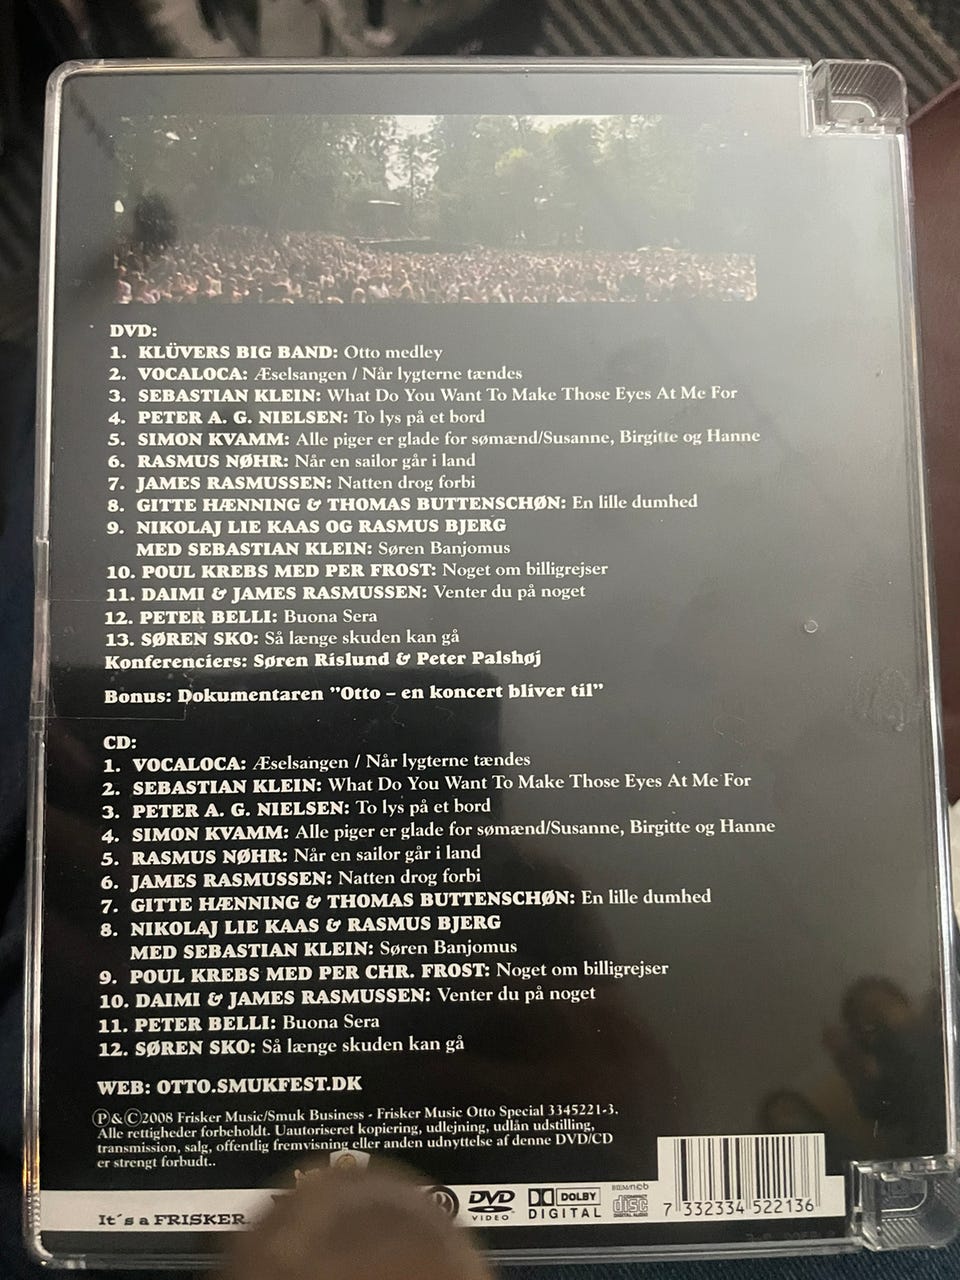 DVD:
1. KLÜVERS BIG BAND: Otto medley
2. VOCALOCA: Æselsangen / Når lygterne tændes
3. SEBASTIAN KLEIN: What Do You Want To Make Those Eyes At Me For
4. PETER A. G. NIELSEN: To lys på et bord
5. SIMON KVAMM: Alle piger er glade for sømænd/Susanne, Birgitte og Hanne
6. RASMUS NØHR: Når en sailor går i land
7. JAMES RASMUSSEN: Natten drog forbi
8. GITTE HÆNNING & THOMAS BUTTENSCHØN: En lille dumhed
9. NIKOLAJ LIE KAAS OG RASMUS BJERG
MED SEBASTIAN KLEIN: Søren Banjomus
10. POUL KREBS MED PER FROST: Noget om billigrejser
11. DAIMI & JAMES RASMUSSEN: Venter du på noget
12. PETER BELLI: Buona Sera
13. SØREN SKO: Så længe skuden kan gå
Konferenciers: Søren Rislund & Peter Palshøj
Bonus: Dokumentaren ”Otto – en koncert bliver til”
CD:
1. VOCALOCA: Æselsangen / Når lygterne tændes
2. SEBASTIAN KLEIN: What Do You Want To Make Those Eyes At Me For
3. PETER A. G. NIELSEN: To lys på et bord
4. SIMON KVAMM: Alle piger er glade for sømænd/Susanne, Birgitte og Hanne
5. RASMUS NØHR: Når en sailor går i land
6. JAMES RASMUSSEN: Natten drog forbi
7. GITTE HÆNNING & THOMAS BUTTENSCHØN: En lille dumhed
8. NIKOLAJ LIE KAAS & RASMUS BJERG
MED SEBASTIAN KLEIN: Søren Banjomus
9. POUL KREBS MED PER CHR. FROST: Noget om billigrejser
10. DAIMI & JAMES RASMUSSEN: Venter du på noget
11. PETER BELLI: Buona Sera
12. SØREN SKO: Så længe skuden kan gå
WEB: OTTO.SMUKFEST.DK
Ⓟ&Ⓒ2008 Frisker Music/Smuk Business - Frisker Music Otto Special 3345221-3.
Alle rettigheder forbeholdt. Uautoriseret kopiering, udlejning, udlån udstilling,
transmission, salg, offentlig fremvisning eller anden udnyttelse af denne DVD/CD
er strengt forbudt..
It´s a FRISKER.
DVD VIDEO
DOLBY DIGITAL
COMPACT disc DIGITAL AUDIO
ncb
7 332334 522136